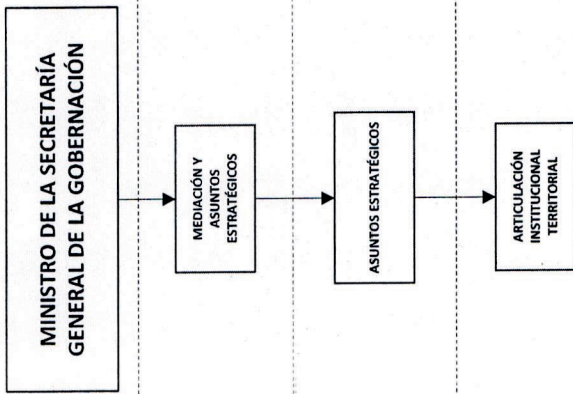 MINISTRO DE LA SECRETARÍA
GENERAL DE LA GOBERNACIÓN
MEDIACIÓN Y
ASUNTOS
ESTRATÉGICOS
ASUNTOS ESTRATÉGICOS
ARTICULACIÓN
INSTITUCIONAL
TERRITORIAL